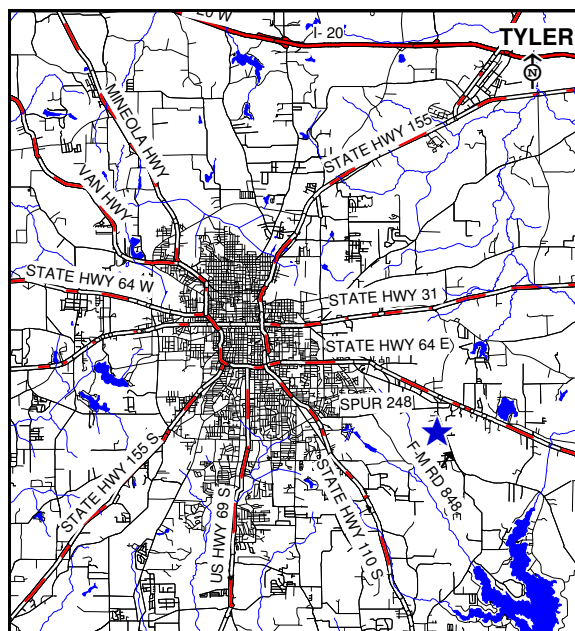 20 W
I- 20
TYLER
N
MINEOLA HWY
STATE HWY 155
VAN HWY
STATE HWY 64 W
STATE HWY 31
STATE HWY 64 E
SPUR 248
F-M RD 848
STATE HWY 155 S
US HWY 69 S
STATE HWY 110 S